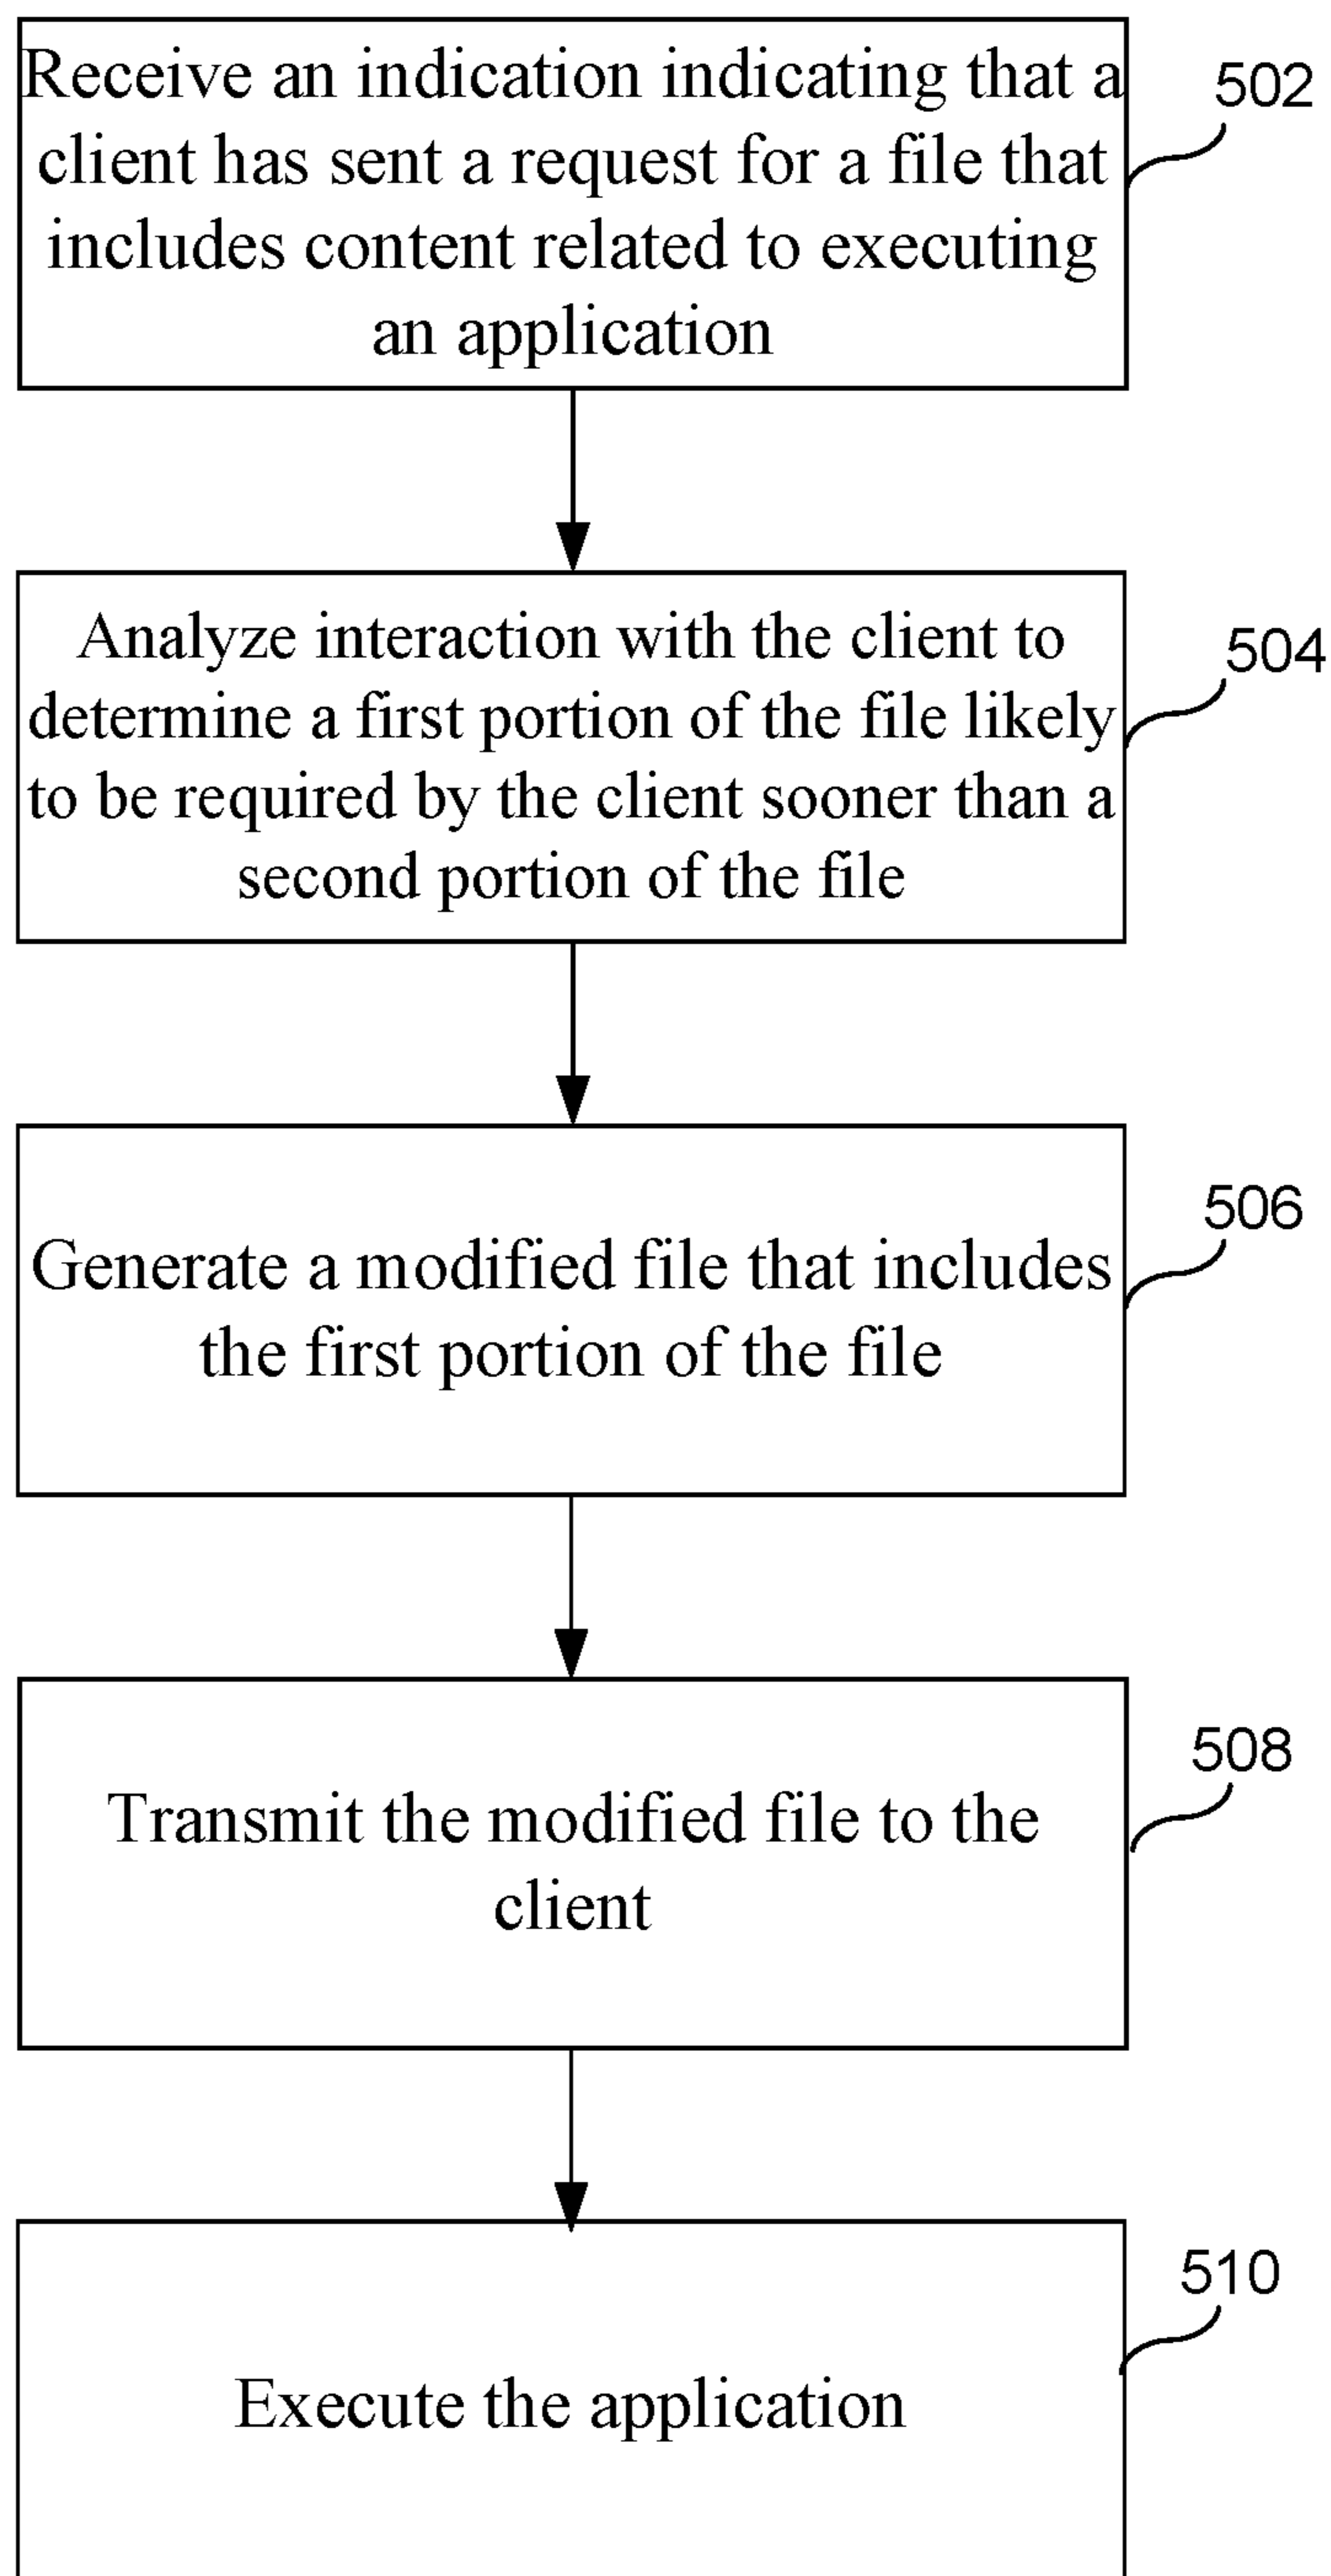 Receive an indication indicating that a
502
client has sent a request for a file that
includes content related to executing
an application
Analyze interaction with the client to
504
determine a first portion of the file likely
to be required by the client sooner than a
second portion of the file
506
Generate a modified file that includes
the first portion of the file
508
Transmit the modified file to the
client
510
Execute the application